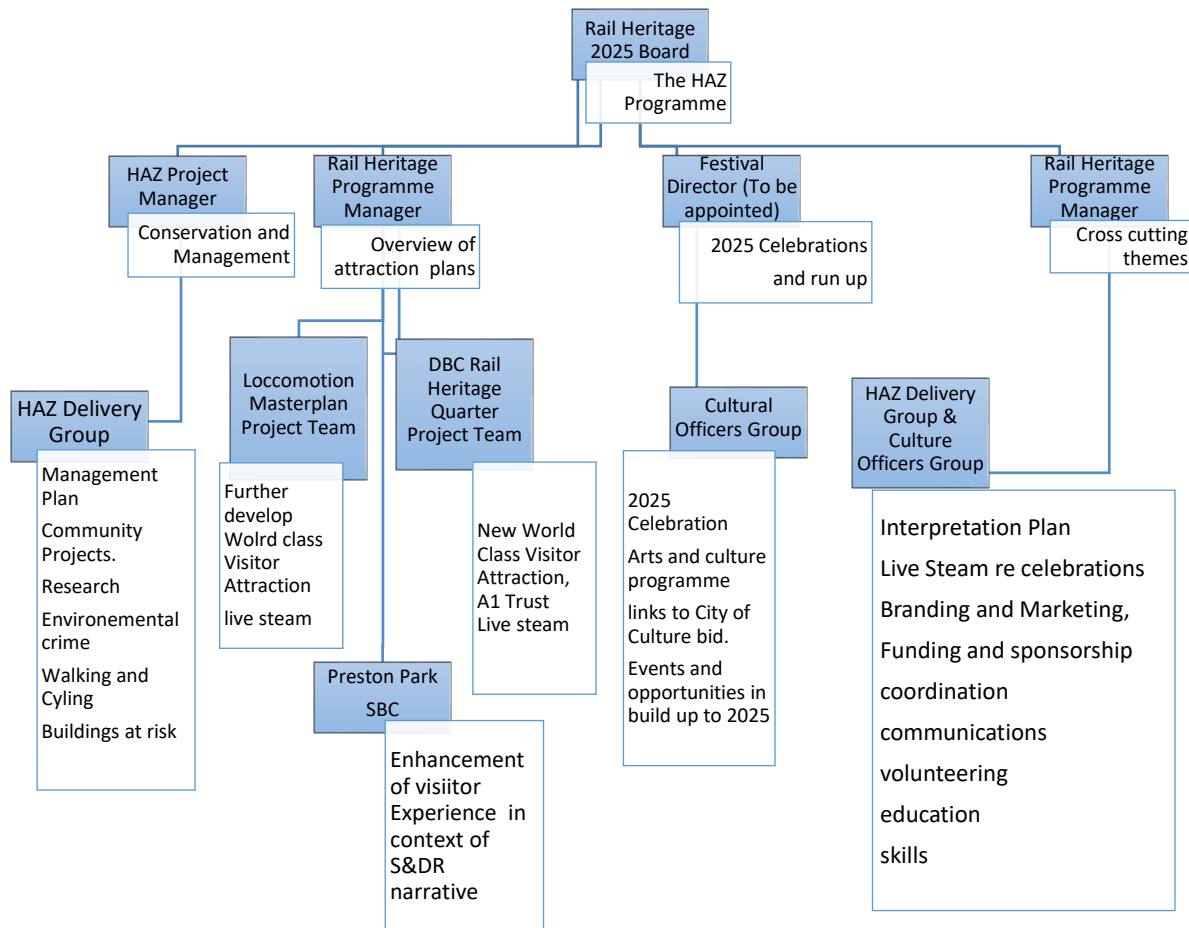 Rail Heritage
2025 Board
The HAZ
Programme
HAZ Project
Manager
Conservation and
Management
Rail Heritage
Programme
Manager
Overview of
attraction plans
Festival
Director (To be
appointed)
2025 Celebrations
and run up
Rail Heritage
Programme Manager
Cross cutting
themes
HAZ Delivery
Group
Management
Plan
Community
Projects.
Research
Environemental
crime
Walking and
Cyling
Buildings at risk
Loccomotion
Masterplan
Project Team
Further
develop
Wolrd class
Visitor
Attraction
live steam
DBC Rail
Heritage
Quarter
Project Team
New World
Class Visitor
Attraction,
A1 Trust
Live steam
Preston Park
SBC
Enhancement
of visiitor
Experience in
context of
S&DR
narrative
Cultural
Officers Group
2025
Celebration
Arts and culture
programme
links to City of
Culture bid.
Events and
opportunities in
build up to 2025
HAZ Delivery
Group &
Culture
Officers Group
Interpretation Plan
Live Steam re celebrations
Branding and Marketing,
Funding and sponsorship
coordination
communications
volunteering
education
skills